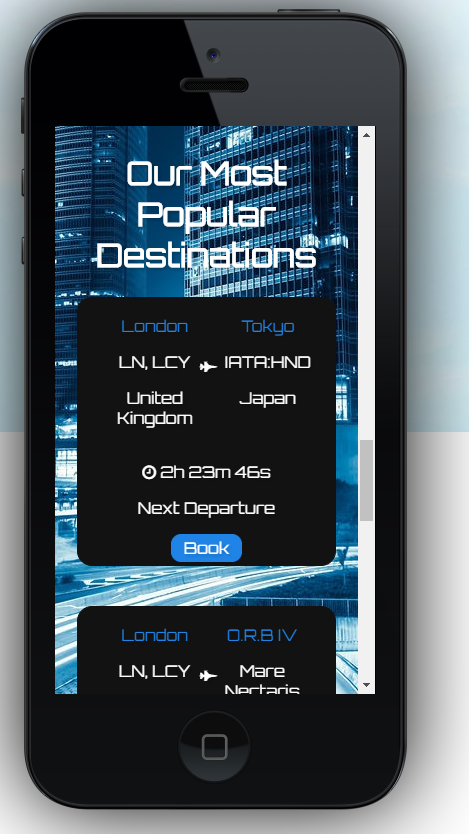 Our Most
Popular
Destinations
London Tokyo
LN, LCY IATA:HND
United Japan
Kingdom
2h 23m 46s
Next Departure
Book
London O.R.B IV
LN, LCY Mare
Nectaris